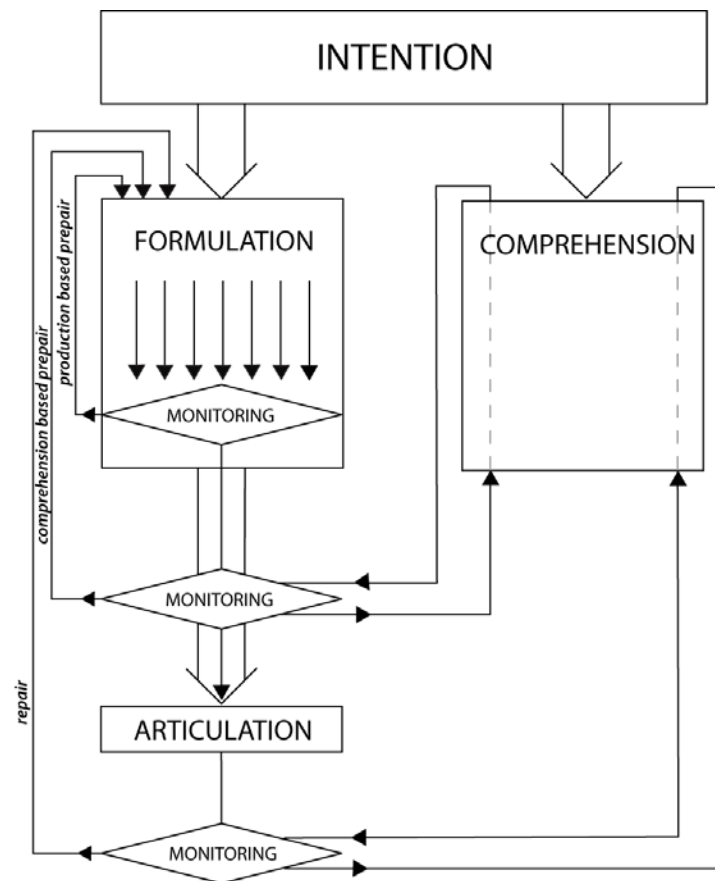 INTENTION
FORMULATION
COMPREHENSION
production based prepair
comprehension based prepair
MONITORING
MONITORING
repair
ARTICULATION
MONITORING